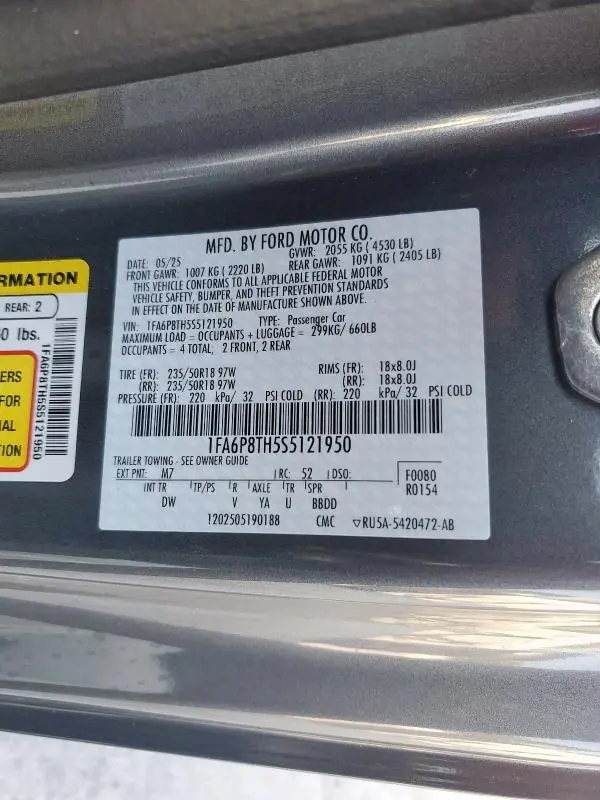 MFD. BY FORD MOTOR CO.
DATE: 05/25 GVWR: 2055 KG ( 4530 LB)
FRONT GAWR: 1007 KG ( 2220 LB) REAR GAWR: 1091 KG ( 2405 LB)
THIS VEHICLE CONFORMS TO ALL APPLICABLE FEDERAL MOTOR
VEHICLE SAFETY, BUMPER, AND THEFT PREVENTION STANDARDS
IN EFFECT ON THE DATE OF MANUFACTURE SHOWN ABOVE.
VIN: 1FA6P8TH5S5121950 TYPE: Passenger Car
MAXIMUM LOAD = OCCUPANTS + LUGGAGE = 299KG/ 660LB
OCCUPANTS = 4 TOTAL; 2 FRONT, 2 REAR
TIRE (FR): 235/50R18 97W RIMS (FR): 18x8.0J
(RR): 235/50R18 97W (RR): 18x8.0J
PRESSURE (FR): 220 kPa/ 32 PSI COLD (RR): 220 kPa/ 32 PSI COLD
1FA6P8TH5S5121950
TRAILER TOWING - SEE OWNER GUIDE
EXT PNT: M7 RC: 52 DSO: F0080
INT TR TP/PS R AXLE TR SPR R0154
DW V YA U BBDD
1202505190188 CMC ▽RU5A-5420472-AB
RMATION
REAR: 2
0 lbs.
ERS
FOR
AL
TION
1FA6P8TH5S5121950